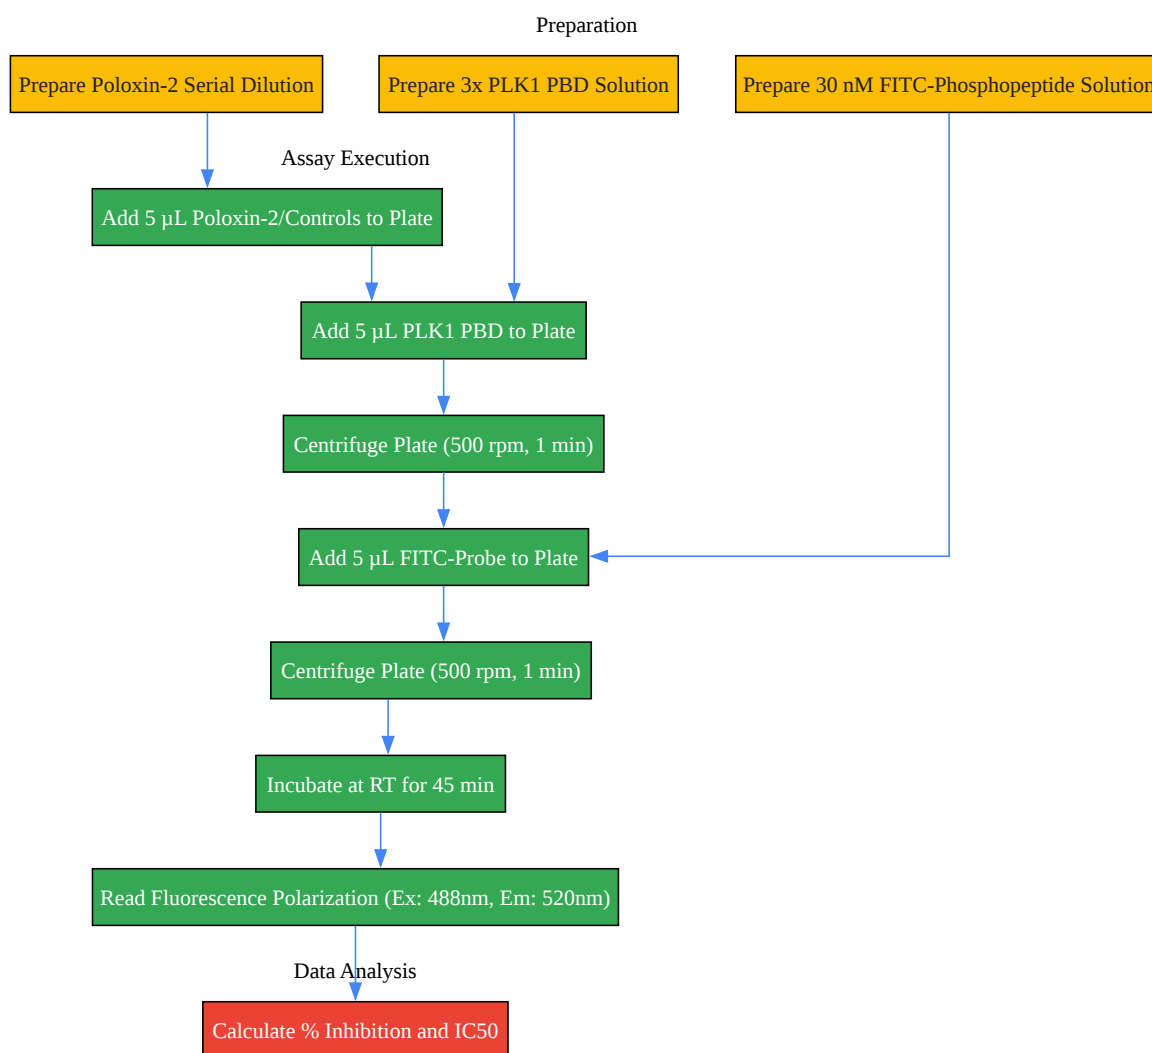 Preparation
Prepare Poloxin-2 Serial Dilution
Prepare 3x PLK1 PBD Solution
Prepare 30 nM FITC-Phosphopeptide Solution
Assay Execution
Add 5 µL Poloxin-2/Controls to Plate
Add 5 µL PLK1 PBD to Plate
Centrifuge Plate (500 rpm, 1 min)
Add 5 µL FITC-Probe to Plate
Centrifuge Plate (500 rpm, 1 min)
Incubate at RT for 45 min
Read Fluorescence Polarization (Ex: 488nm, Em: 520nm)
Data Analysis
Calculate % Inhibition and IC50